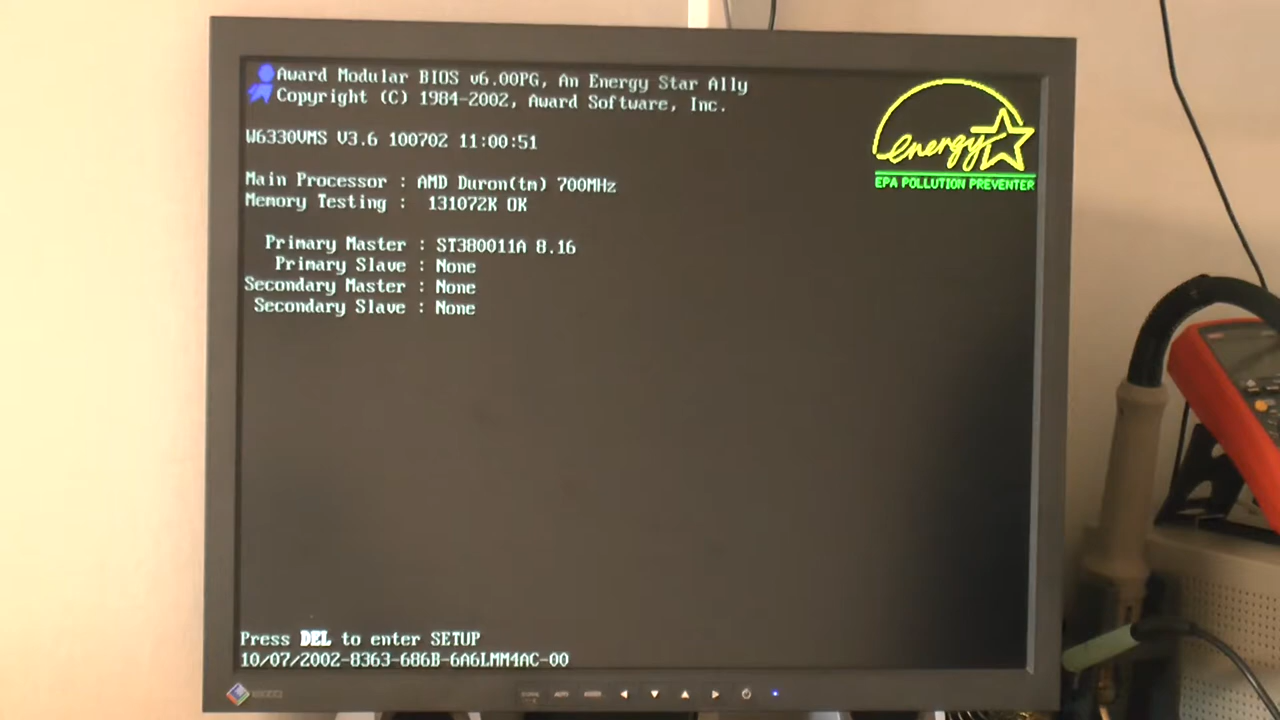 Award Modular BIOS v6.00PG, An Energy Star Ally
Copyright (C) 1984-2002, Award Software, Inc.
energy
EPA POLLUTION PREVENTER
W6330VMS V3.6 100702 11:00:51
Main Processor : AMD Duron(tm) 700MHz
Memory Testing : 131072K OK
Primary Master : ST380011A 8.16
Primary Slave : None
Secondary Master : None
Secondary Slave : None
Press DEL to enter SETUP
10/07/2002-8363-686B-6A6LMM4AC-00
EIZO